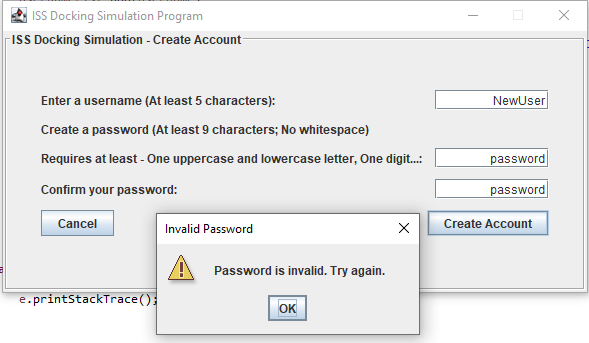 ISS Docking Simulation Program
ISS Docking Simulation - Create Account
Enter a username (At least 5 characters): NewUser
Create a password (At least 9 characters; No whitespace)
Requires at least - One uppercase and lowercase letter, One digit...: password
Confirm your password: password
Cancel Create Account
Invalid Password
Password is invalid. Try again.
e.printStackTrace();
OK